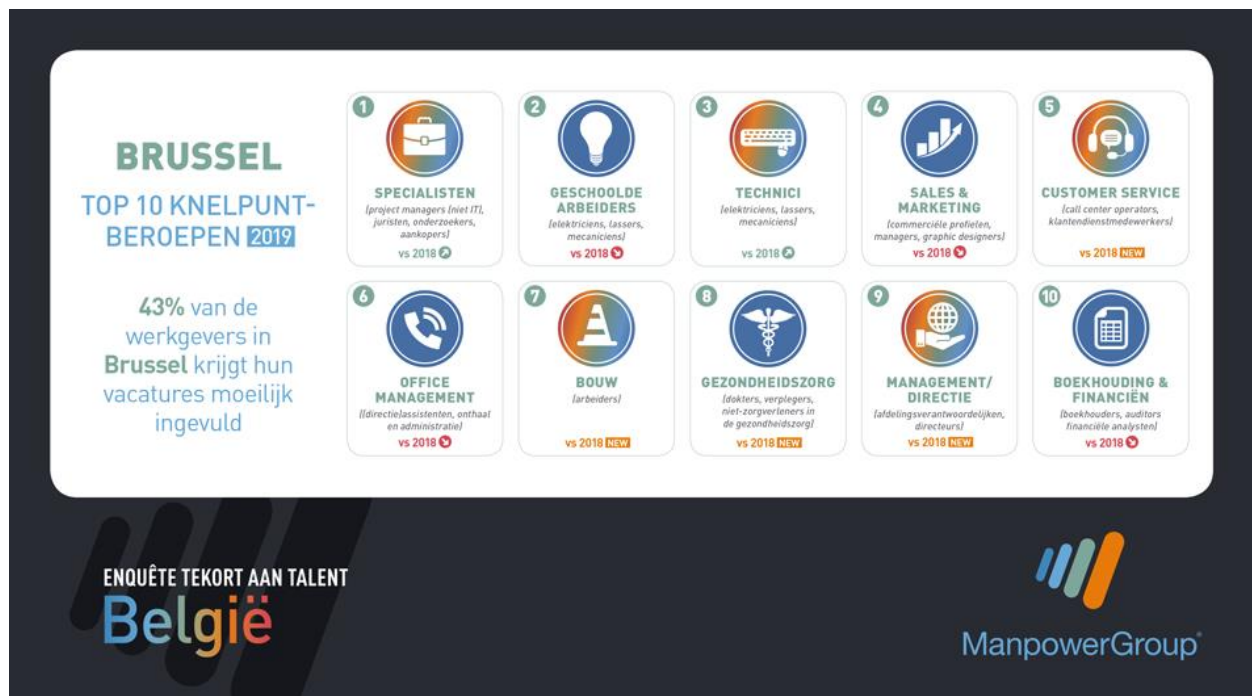 BRUSSEL
TOP 10 KNELPUNT-
BEROEPEN 2019
43% van de
werkgevers in
Brussel krijgt hun
vacatures moeilijk
ingevuld
1
SPECIALISTEN
(project managers (niet IT),
juristen, onderzoekers,
aankopers)
vs 2018
2
GESCHOOLDE
ARBEIDERS
(elektriciens, lassers,
mecaniciens)
vs 2018
3
TECHNICI
(elektriciens, lassers,
mecaniciens)
vs 2018
4
SALES &
MARKETING
(commerciële profielen,
managers, graphic designers)
vs 2018
5
CUSTOMER SERVICE
(call center operators,
klantendienstmedewerkers)
vs 2018 NEW
6
OFFICE
MANAGEMENT
((directie)assistenten, onthaal
en administratie)
vs 2018
7
BOUW
(arbeiders)
vs 2018 NEW
8
GEZONDHEIDSZORG
(dokters, verplegers,
niet-zorgverleners in
de gezondheidszorg)
vs 2018 NEW
9
MANAGEMENT/
DIRECTIE
(afdelingsverantwoordelijken,
directeurs)
vs 2018 NEW
10
BOEKHOUDING &
FINANCIËN
(boekhouders, auditors
financiële analysten)
vs 2018
ENQUÊTE TEKORT AAN TALENT
België
ManpowerGroup